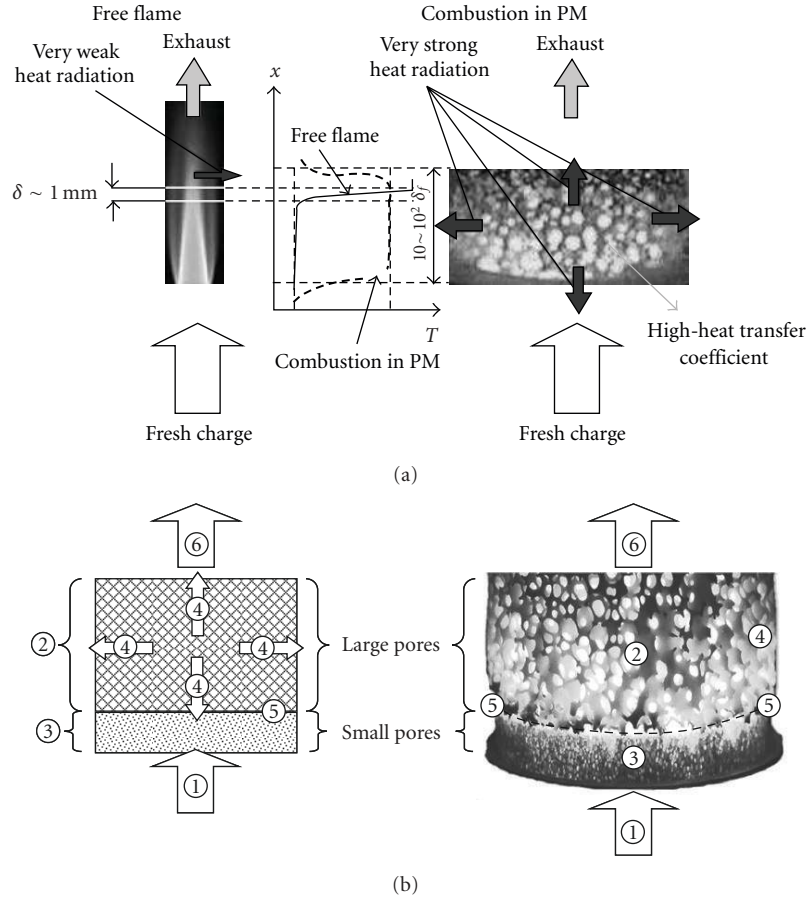 Free flame
Combustion in PM
Exhaust
Very weak
heat radiation
x
Very strong
heat radiation
Exhaust
Free flame
δ ∼ 1 mm
10∼10² δf
T
Combustion in PM
High-heat transfer
coefficient
Fresh charge
Fresh charge
(a)
⑥
⑥
④
②
④
④
Large pores
②
④
④
⑤
⑤
⑤
③
Small pores
③
①
①
(b)